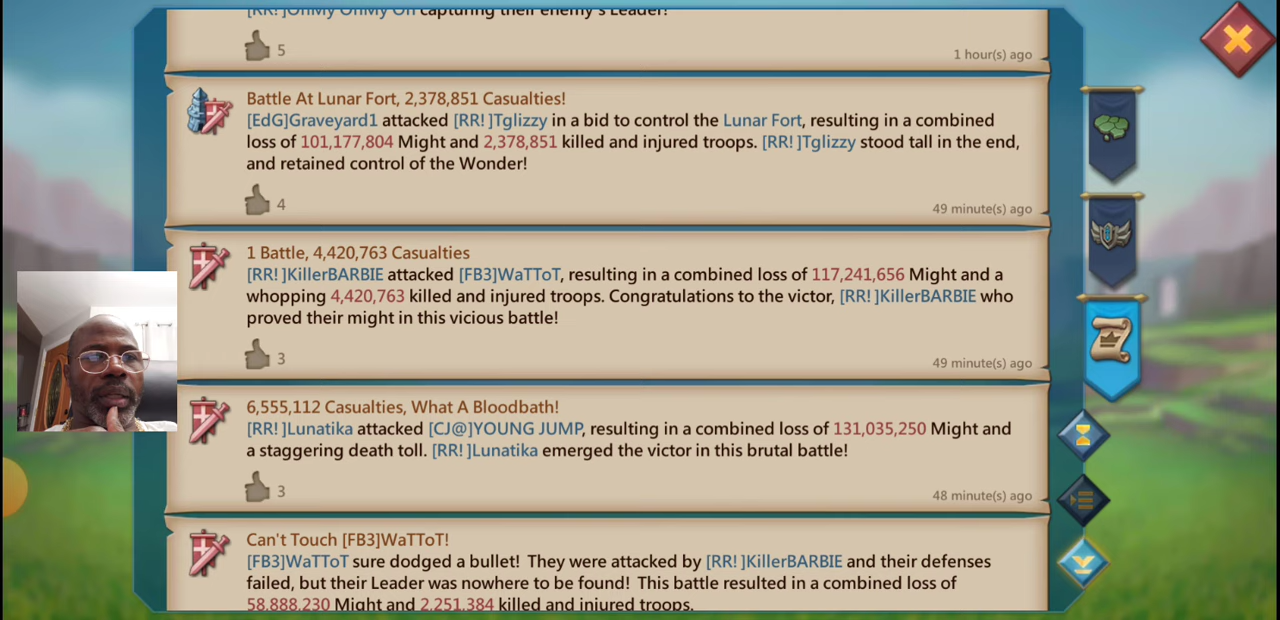 [RR!]OhMy OhMy Oh capturing their enemy's Leader!
5
1 hour(s) ago
Battle At Lunar Fort, 2,378,851 Casualties!
[EdG]Graveyard1 attacked [RR!]Tglizzy in a bid to control the Lunar Fort, resulting in a combined
loss of 101,177,804 Might and 2,378,851 killed and injured troops. [RR!]Tglizzy stood tall in the end,
and retained control of the Wonder!
4
49 minute(s) ago
1 Battle, 4,420,763 Casualties
[RR!]KillerBARBIE attacked [FB3]WaTToT, resulting in a combined loss of 117,241,656 Might and a
whopping 4,420,763 killed and injured troops. Congratulations to the victor, [RR!]KillerBARBIE who
proved their might in this vicious battle!
3
49 minute(s) ago
6,555,112 Casualties, What A Bloodbath!
[RR!]Lunatika attacked [CJ@]YOUNG JUMP, resulting in a combined loss of 131,035,250 Might and
a staggering death toll. [RR!]Lunatika emerged the victor in this brutal battle!
3
48 minute(s) ago
Can't Touch [FB3]WaTToT!
[FB3]WaTToT sure dodged a bullet! They were attacked by [RR!]KillerBARBIE and their defenses
failed, but their Leader was nowhere to be found! This battle resulted in a combined loss of
58,888,230 Might and 2,251,384 killed and injured troops.